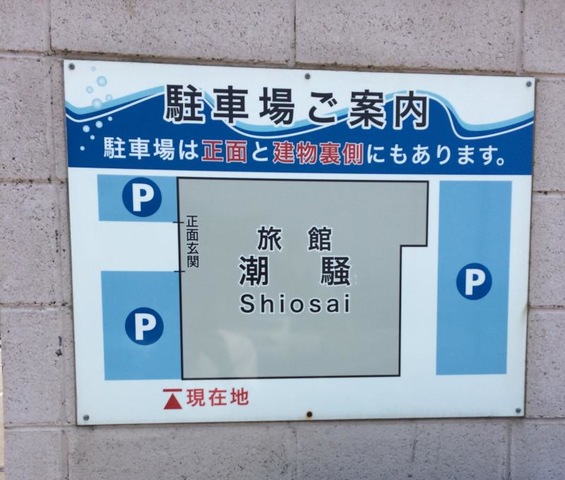 駐車場ご案内
駐車場は正面と建物裏側にもあります。
P
正面玄関
旅館
潮騒
Shiosai
P
P
現在地